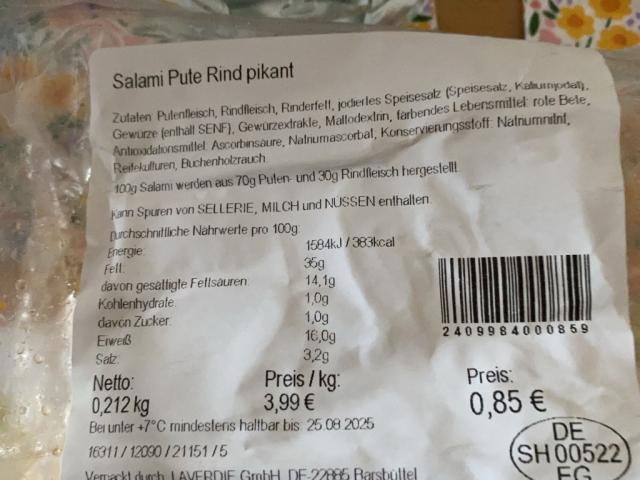 Salami Pute Rind pikant
Zutaten Putenfleisch, Rindfleisch, Rinderfett, jodiertes Speisesalz (Speisesalz, Kaliumjodat),
Gewürze (enthält SENF), Gewürzextrakte, Maltodextrin, färbendes Lebensmittel: rote Bete,
Antioxidationsmittel: Ascorbinsäure, Natriumascorbat, Konservierungsstoff: Natriumnitrit,
Reifekulturen, Buchenholzrauch.
100g Salami werden aus 70g Puten- und 30g Rindfleisch hergestellt.
Kann Spuren von SELLERIE, MILCH und NÜSSEN enthalten.
Durchschnittliche Nährwerte pro 100g:
Energie: 1584kJ / 383kcal
Fett: 35g
davon gesättigte Fettsäuren: 14,1g
Kohlenhydrate: 1,0g
davon Zucker: 1,0g
Eiweiß 16,0g
Salz: 3,2g
2409984000859
Netto: Preis / kg: Preis:
0,212 kg 3,99 € 0,85 €
Bei unter +7°C mindestens haltbar bis: 25.08.2025
16311 / 12090 / 21151 / 5
DE
SH 00522
EG
Verpackt durch LAVERDIE GmbH, DE-22885 Barsbüttel